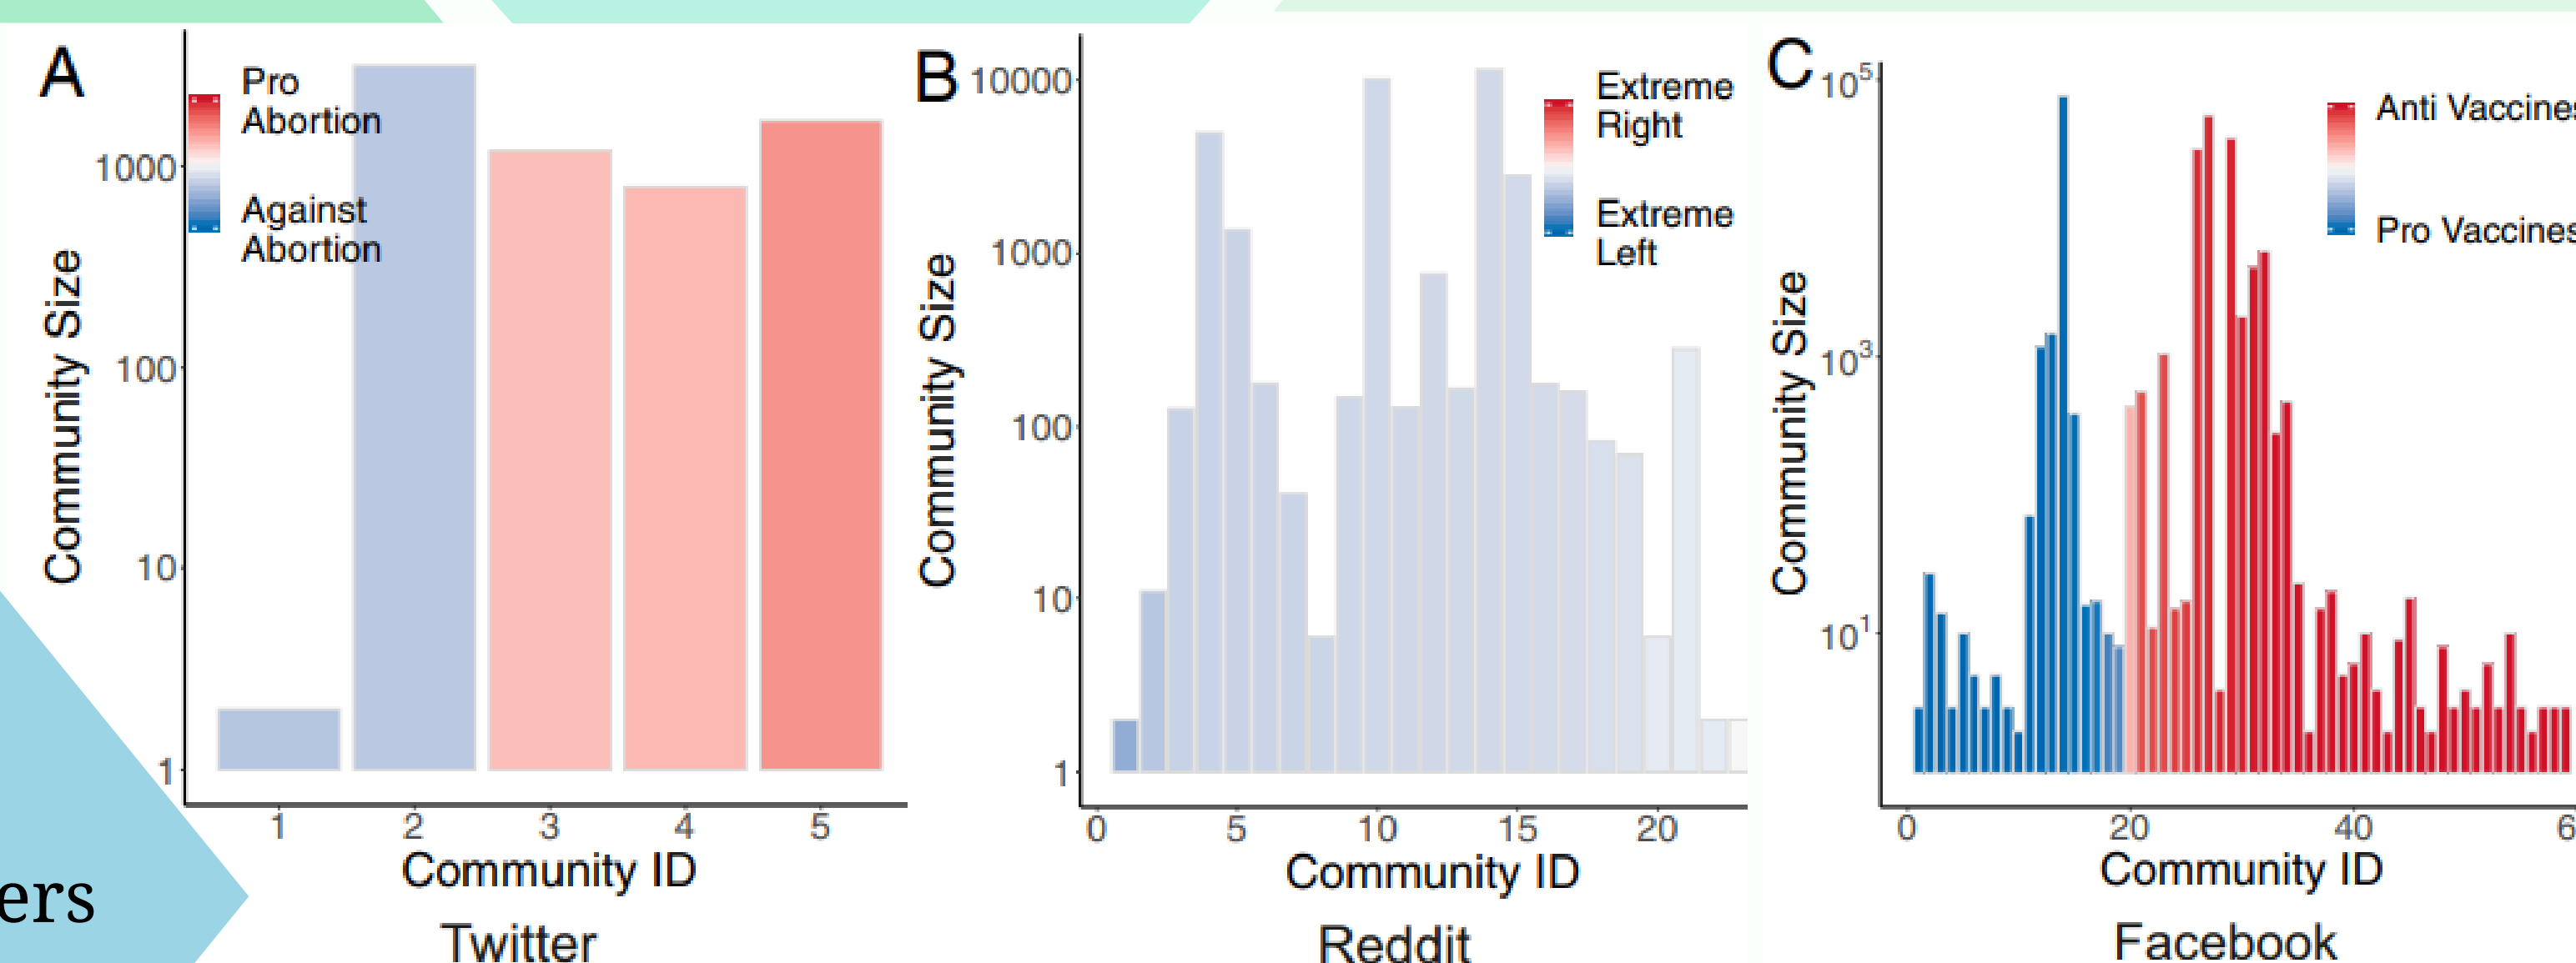 A
Pro
Abortion
Against
Abortion
1000
100
10
1
Community Size
1 2 3 4 5
Community ID
Twitter
B
Extreme
Right
Extreme
Left
10000
1000
100
10
1
Community Size
0 5 10 15 20
Community ID
Reddit
C
Anti Vaccines
Pro Vaccines
10⁵
10³
10¹
Community Size
0 20 40 6
Community ID
Facebook
ers